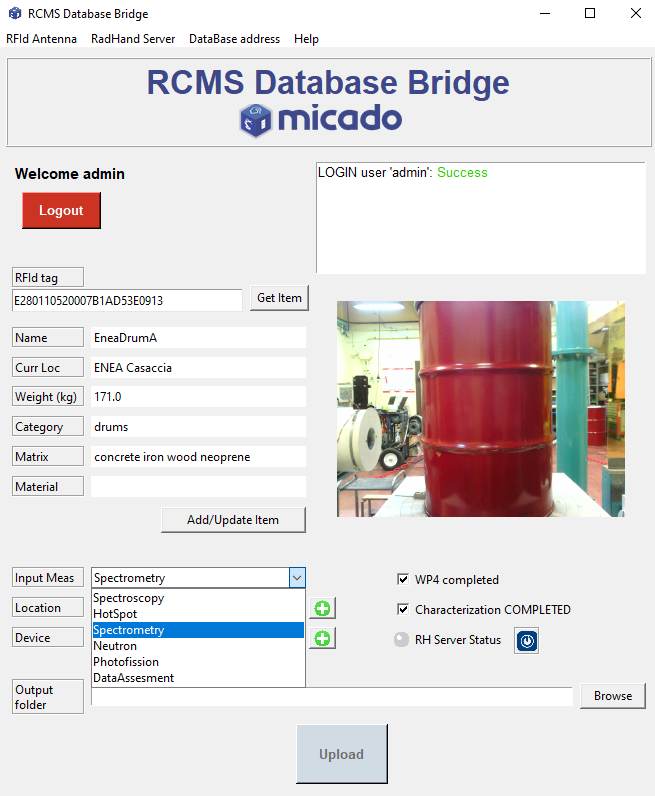 RCMS Database Bridge
RFId Antenna RadHand Server DataBase address Help
RCMS Database Bridge
micado
Welcome admin
Logout
LOGIN user 'admin': Success
RFId tag
E280110520007B1AD53E0913
Get Item
Name EneaDrumA
Curr Loc ENEA Casaccia
Weight (kg) 171.0
Category drums
Matrix concrete iron wood neoprene
Material
Add/Update Item
Input Meas Spectrometry
WP4 completed
Spectroscopy
HotSpot
Spectrometry
Neutron
Photofission
DataAssesment
Location
Characterization COMPLETED
Device
RH Server Status
Output
folder
Browse
Upload